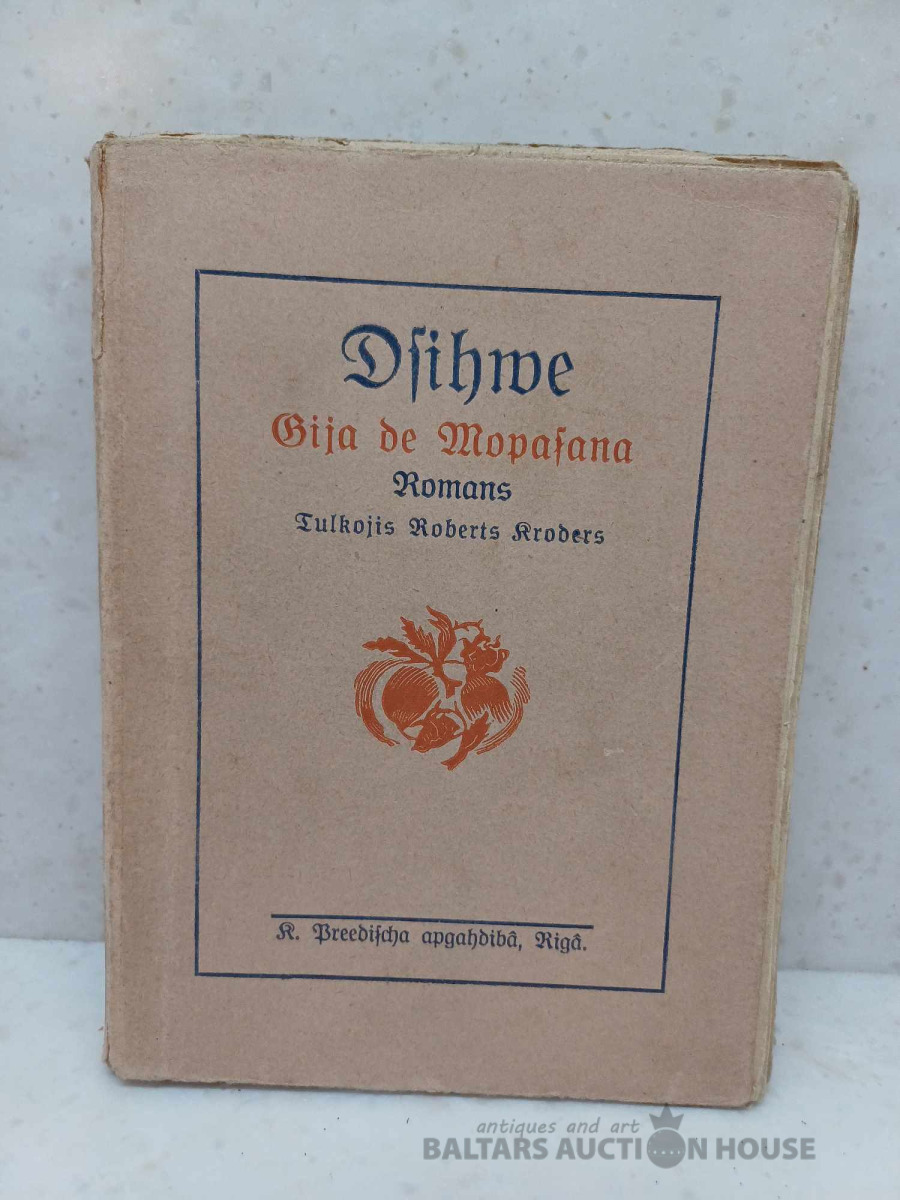 Dſihwe
Gija de Mopaſana
Romans
Tulkojis Roberts Kroders
K. Preediſcha apgahdibâ, Rigâ.
antiques and art
BALTARS AUCTION HOUSE